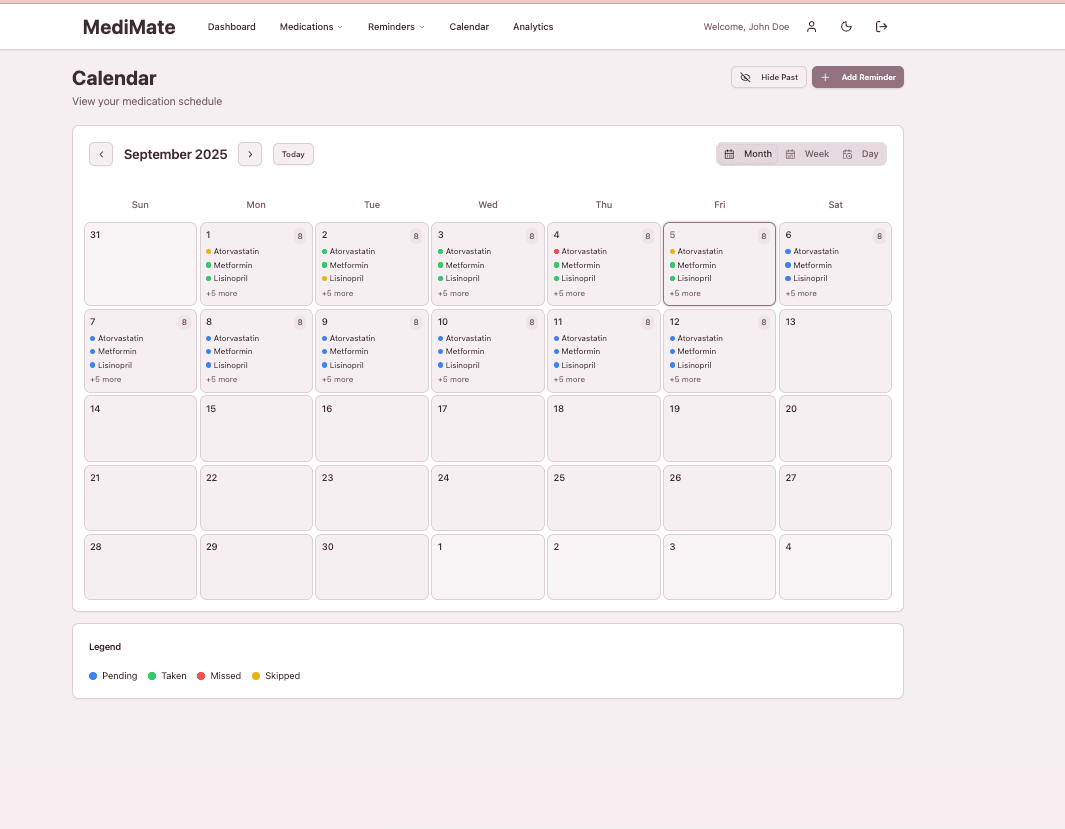 MediMate Dashboard Medications Reminders Calendar Analytics Welcome, John Doe
Calendar
Hide Past Add Reminder
View your medication schedule
September 2025 Today Month Week Day
Sun Mon Tue Wed Thu Fri Sat
31 1 8 2 8 3 8 4 8 5 8 6 8
Atorvastatin Atorvastatin Atorvastatin Atorvastatin Atorvastatin Atorvastatin
Metformin Metformin Metformin Metformin Metformin Metformin
Lisinopril Lisinopril Lisinopril Lisinopril Lisinopril Lisinopril
+5 more +5 more +5 more +5 more +5 more +5 more
7 8 8 8 9 8 10 8 11 8 12 8 13
Atorvastatin Atorvastatin Atorvastatin Atorvastatin Atorvastatin Atorvastatin
Metformin Metformin Metformin Metformin Metformin Metformin
Lisinopril Lisinopril Lisinopril Lisinopril Lisinopril Lisinopril
+5 more +5 more +5 more +5 more +5 more +5 more
14 15 16 17 18 19 20
21 22 23 24 25 26 27
28 29 30 1 2 3 4
Legend
Pending Taken Missed Skipped